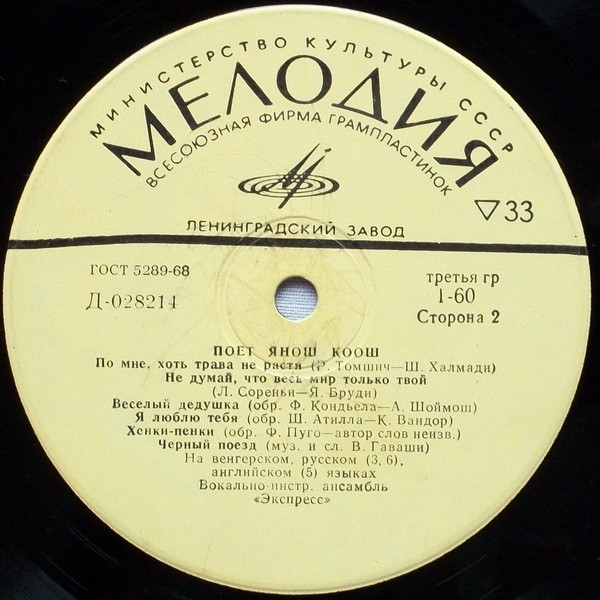 МИНИСТЕРСТВО КУЛЬТУРЫ СССР
МЕЛОДИЯ
ВСЕСОЮЗНАЯ ФИРМА ГРАМПЛАСТИНОК
ЛЕНИНГРАДСКИЙ ЗАВОД
▽33
ГОСТ 5289-68
Д-028214
третья гр
1-60
Сторона 2
ПОЕТ ЯНОШ КООШ
По мне, хоть трава не расти (Р. Томшич—Ш. Халмади)
Не думай, что весь мир только твой
(Л. Сореньи—Я. Бруди)
Веселый дедушка (обр. Ф. Кондьела—А. Шоймош)
Я люблю тебя (обр. Ш. Атилла—К. Вандор)
Хенки-пенки (обр. Ф. Пуго—автор слов неизв.)
Черный поезд (муз. и сл. В. Гаваши)
На венгерском, русском (3, 6),
английском (5) языках
Вокально-инстр. ансамбль
«Экспресс»